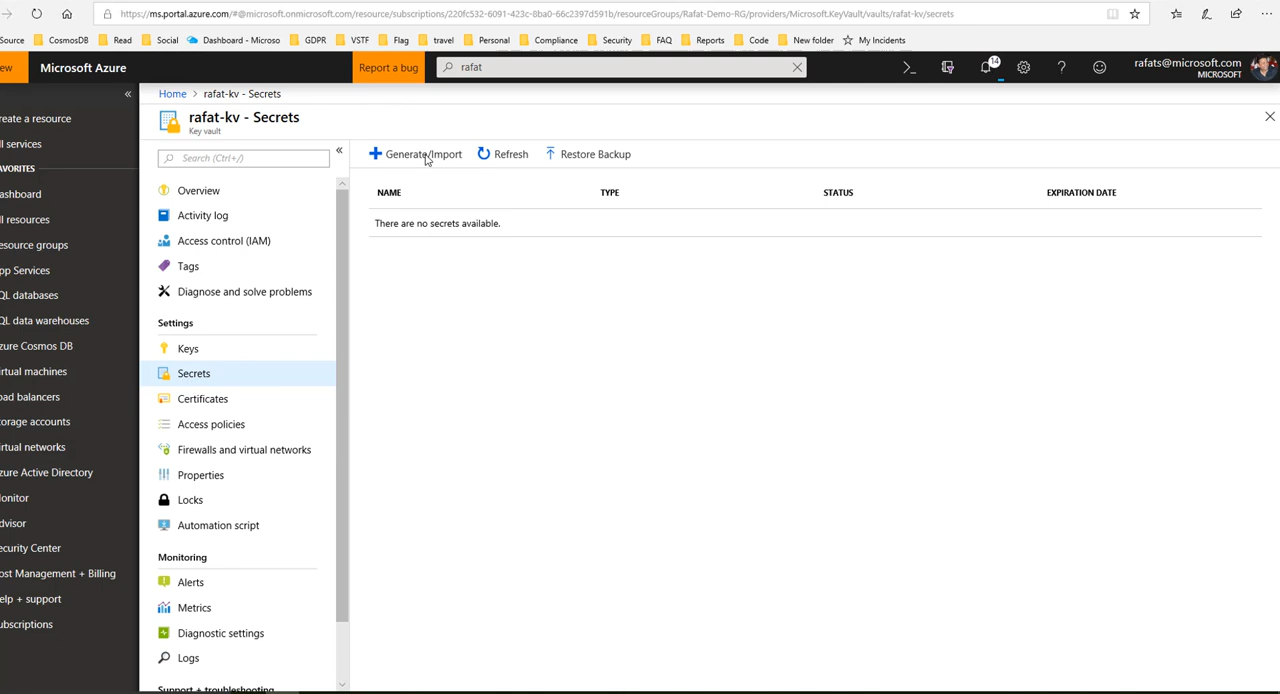 https://ms.portal.azure.com/#@microsoft.onmicrosoft.com/resource/subscriptions/220fc532-6091-423c-8ba0-66c2397d591b/resourceGroups/Rafat-Demo-RG/providers/Microsoft.KeyVault/vaults/rafat-kv/secrets
Source CosmosDB Read Social Dashboard - Microso GDPR VSTF Flag travel Personal Compliance Security FAQ Reports Code New folder My Incidents
ew Microsoft Azure Report a bug rafat 14 rafats@microsoft.com
MICROSOFT
« Home > rafat-kv - Secrets
rafat-kv - Secrets
Key vault
reate a resource
ll services
AVORITES
ashboard
ll resources
esource groups
pp Services
QL databases
QL data warehouses
zure Cosmos DB
irtual machines
oad balancers
torage accounts
irtual networks
zure Active Directory
onitor
dvisor
ecurity Center
ost Management + Billing
elp + support
ubscriptions
Search (Ctrl+/) «
Overview
Activity log
Access control (IAM)
Tags
Diagnose and solve problems
Settings
Keys
Secrets
Certificates
Access policies
Firewalls and virtual networks
Properties
Locks
Automation script
Monitoring
Alerts
Metrics
Diagnostic settings
Logs
Support + troubleshooting
Generate/Import Refresh Restore Backup
NAME TYPE STATUS EXPIRATION DATE
There are no secrets available.